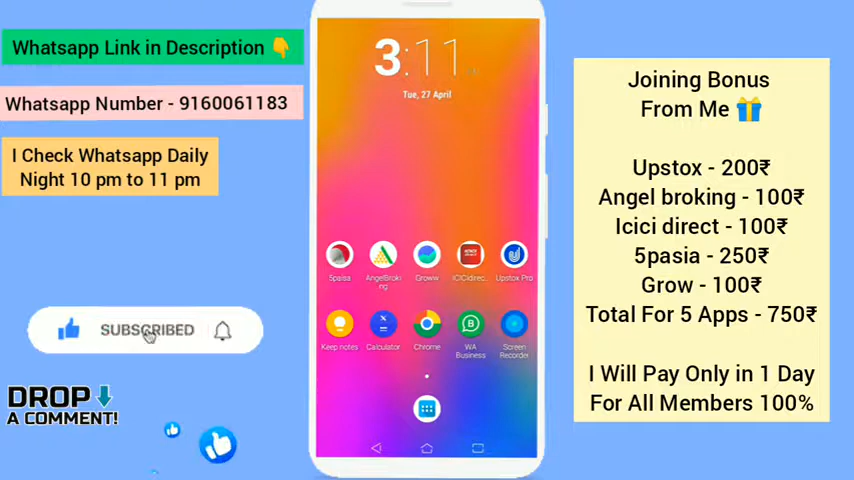 Whatsapp Link in Description 👇
Whatsapp Number - 9160061183
I Check Whatsapp Daily
Night 10 pm to 11 pm
SUBSCRIBED
DROP
A COMMENT!
3:11
Tue, 27 April
5paisa
AngelBroki
ng
Groww
ICICIdirec...
Upstox Pro
Keep notes
Calculator
Chrome
WA
Business
Screen
Recorder
Joining Bonus
From Me 🎁
Upstox - 200₹
Angel broking - 100₹
Icici direct - 100₹
5pasia - 250₹
Grow - 100₹
Total For 5 Apps - 750₹
I Will Pay Only in 1 Day
For All Members 100%